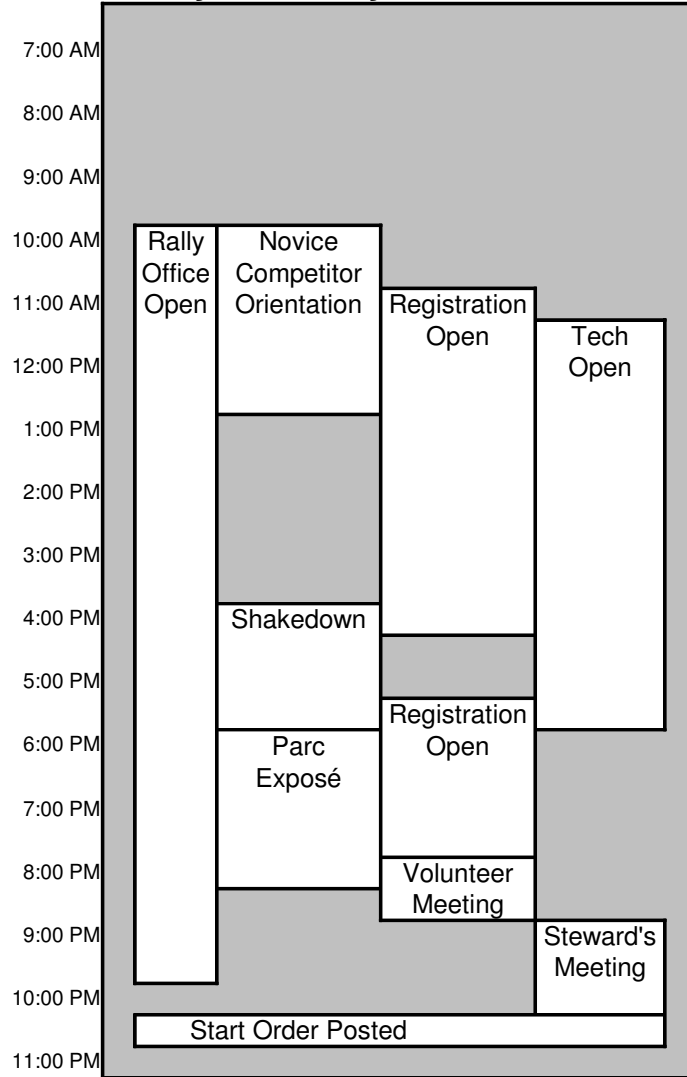 7:00 AM
8:00 AM
9:00 AM
10:00 AM
11:00 AM
12:00 PM
1:00 PM
2:00 PM
3:00 PM
4:00 PM
5:00 PM
6:00 PM
7:00 PM
8:00 PM
9:00 PM
10:00 PM
11:00 PM
Rally
Office
Open
Novice
Competitor
Orientation
Registration
Open
Tech
Open
Shakedown
Registration
Open
Parc
Exposé
Volunteer
Meeting
Steward's
Meeting
Start Order Posted